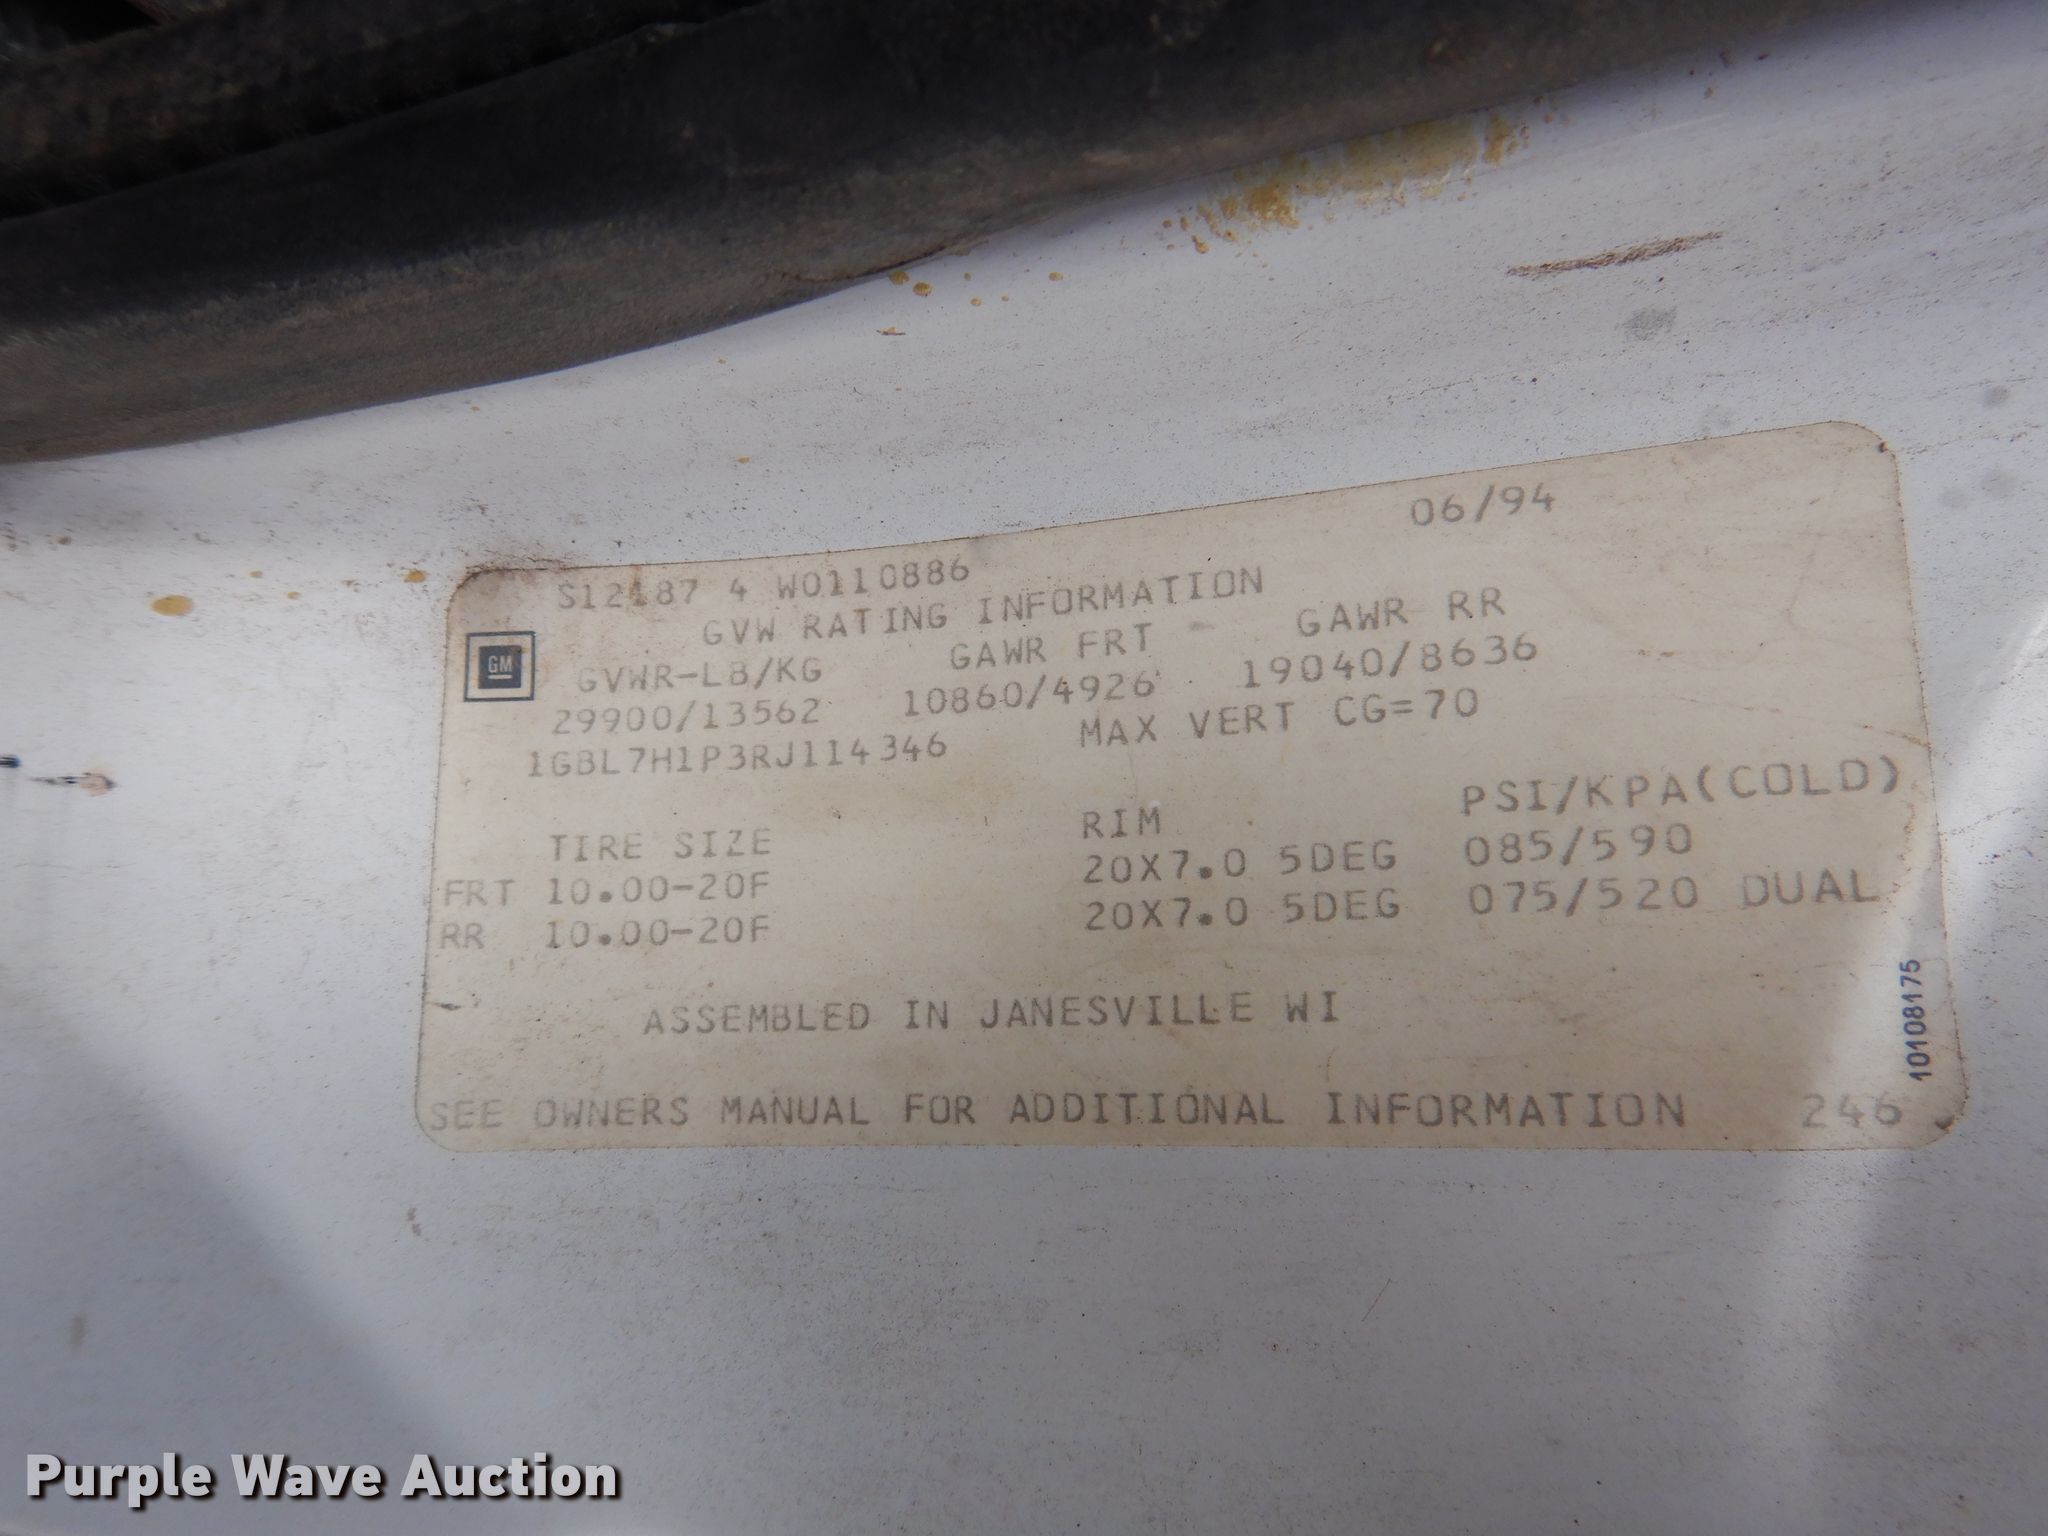 06/94
S12187 4 W0110886
GVW RATING INFORMATION
GM
GVWR-LB/KG GAWR FRT GAWR RR
29900/13562 10860/4926 19040/8636
1GBL7H1P3RJ114346 MAX VERT CG=70
TIRE SIZE RIM PSI/KPA(COLD)
FRT 10.00-20F 20X7.0 5DEG 085/590
RR 10.00-20F 20X7.0 5DEG 075/520 DUAL
ASSEMBLED IN JANESVILLE WI
10108175
SEE OWNERS MANUAL FOR ADDITIONAL INFORMATION 246
Purple Wave Auction